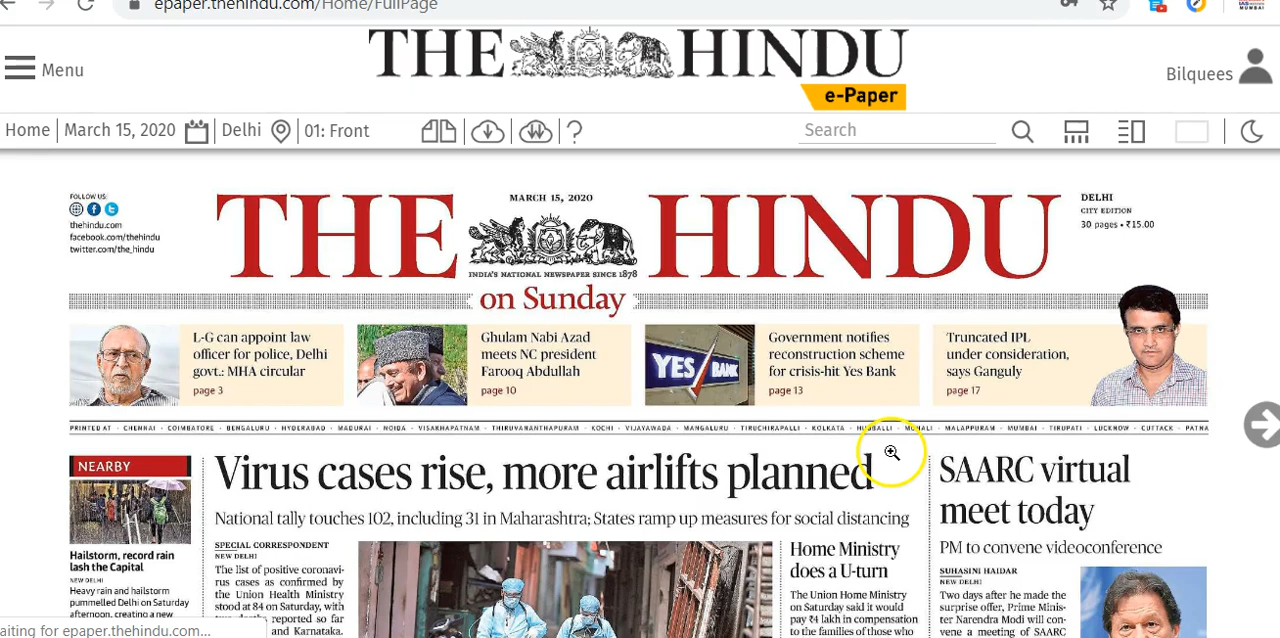 epaper.thehindu.com/Home/FullPage
Menu
THE HINDU
e-Paper
Bilquees
Home
March 15, 2020
Delhi
01: Front
?
Search
FOLLOW US:
thehindu.com
facebook.com/thehindu
twitter.com/the_hindu
MARCH 15, 2020
THE HINDU
INDIA'S NATIONAL NEWSPAPER SINCE 1878
on Sunday
DELHI
CITY EDITION
30 pages • ₹15.00
L-G can appoint law
officer for police, Delhi
govt.: MHA circular
page 3
Ghulam Nabi Azad
meets NC president
Farooq Abdullah
page 10
YES BANK
Government notifies
reconstruction scheme
for crisis-hit Yes Bank
page 13
Truncated IPL
under consideration,
says Ganguly
page 17
PRINTED AT • CHENNAI • COIMBATORE • BENGALURU • HYDERABAD • MADURAI • NOIDA • VISAKHAPATNAM • THIRUVANANTHAPURAM • KOCHI • VIJAYAWADA • MANGALURU • TIRUCHIRAPALLI • KOLKATA • HUBBALLI • MOHALI • MALAPPURAM • MUMBAI • TIRUPATI • LUCKNOW • CUTTACK • PATNA
NEARBY
Hailstorm, record rain
lash the Capital
NEW DELHI
Heavy rain and hailstorm
pummelled Delhi on Saturday
afternoon, creating a new
Virus cases rise, more airlifts planned
National tally touches 102, including 31 in Maharashtra; States ramp up measures for social distancing
SPECIAL CORRESPONDENT
NEW DELHI
The list of positive coronavi-
rus cases as confirmed by
the Union Health Ministry
stood at 84 on Saturday, with
reported so far
and Karnataka.
Home Ministry
does a U-turn
The Union Home Ministry
on Saturday said it would
pay ₹4 lakh in compensation
to the families of those who
SAARC virtual
meet today
PM to convene videoconference
SUHASINI HAIDAR
NEW DELHI
Two days after he made the
surprise offer, Prime Minis-
ter Narendra Modi will con-
vene a meeting of SAARC
aiting for epaper.thehindu.com...